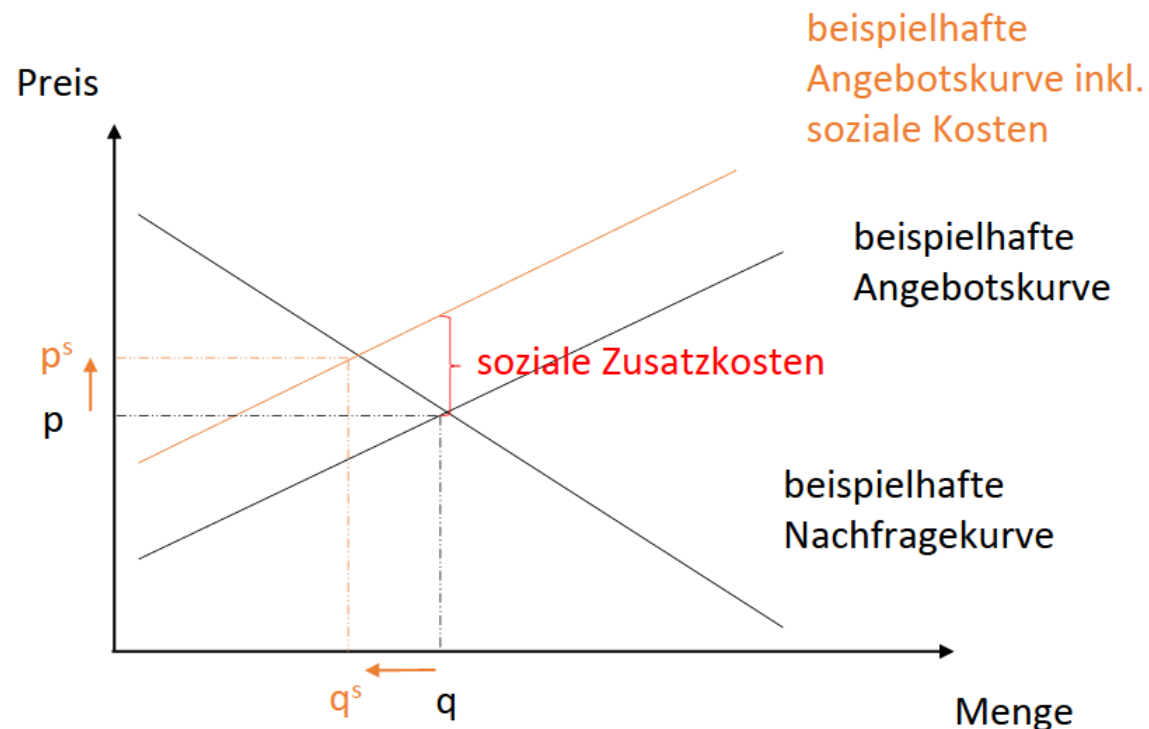 beispielhafte
Angebotskurve inkl.
soziale Kosten
Preis
beispielhafte
Angebotskurve
pˢ
soziale Zusatzkosten
p
beispielhafte
Nachfragekurve
qˢ
q
Menge